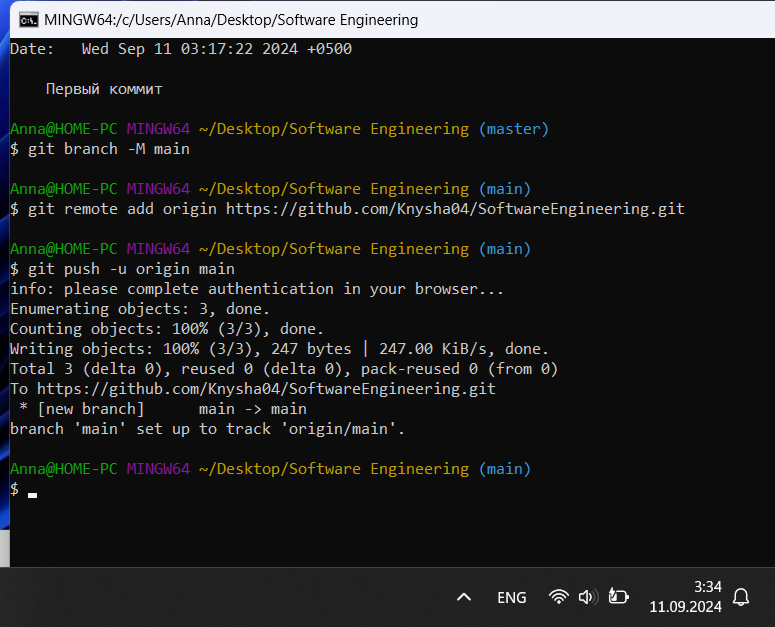 MINGW64:/c/Users/Anna/Desktop/Software Engineering
Date:   Wed Sep 11 03:17:22 2024 +0500
Первый коммит
Anna@HOME-PC MINGW64 ~/Desktop/Software Engineering (master)
$ git branch -M main
Anna@HOME-PC MINGW64 ~/Desktop/Software Engineering (main)
$ git remote add origin https://github.com/Knysha04/SoftwareEngineering.git
Anna@HOME-PC MINGW64 ~/Desktop/Software Engineering (main)
$ git push -u origin main
info: please complete authentication in your browser...
Enumerating objects: 3, done.
Counting objects: 100% (3/3), done.
Writing objects: 100% (3/3), 247 bytes | 247.00 KiB/s, done.
Total 3 (delta 0), reused 0 (delta 0), pack-reused 0 (from 0)
To https://github.com/Knysha04/SoftwareEngineering.git
 * [new branch]      main -> main
branch 'main' set up to track 'origin/main'.
Anna@HOME-PC MINGW64 ~/Desktop/Software Engineering (main)
$
ENG
3:34
11.09.2024